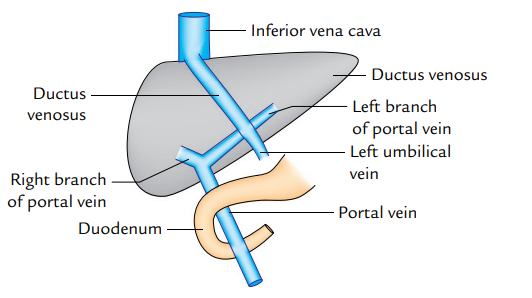 Inferior vena cava
Ductus venosus
Ductus
venosus
Left branch
of portal vein
Left umbilical
vein
Right branch
of portal vein
Portal vein
Duodenum